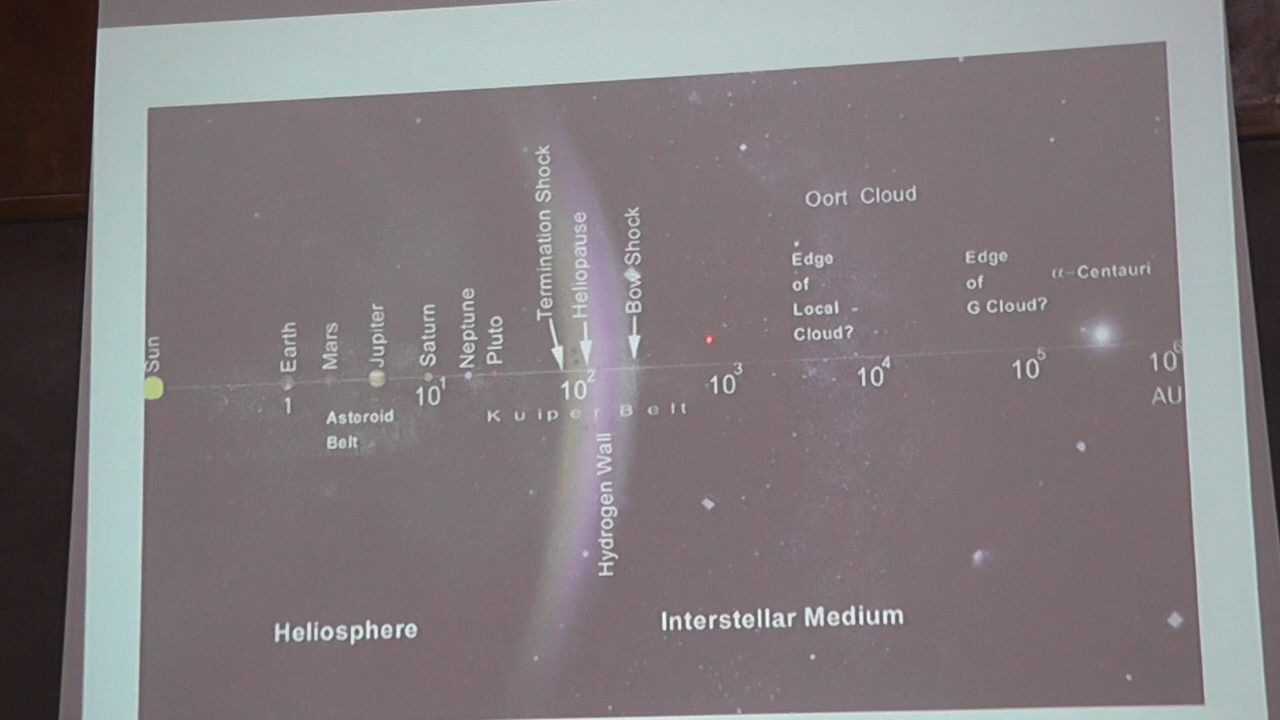 Sun
Earth
Mars
Jupiter
Saturn
Neptune
Pluto
Termination Shock
Heliopause
Bow Shock
Oort Cloud
Edge
of
Local
Cloud?
Edge
of
G Cloud?
α-Centauri
1
10¹
10²
10³
10⁴
10⁵
10⁶
AU
Asteroid
Belt
Kuiper Belt
Hydrogen Wall
Heliosphere
Interstellar Medium